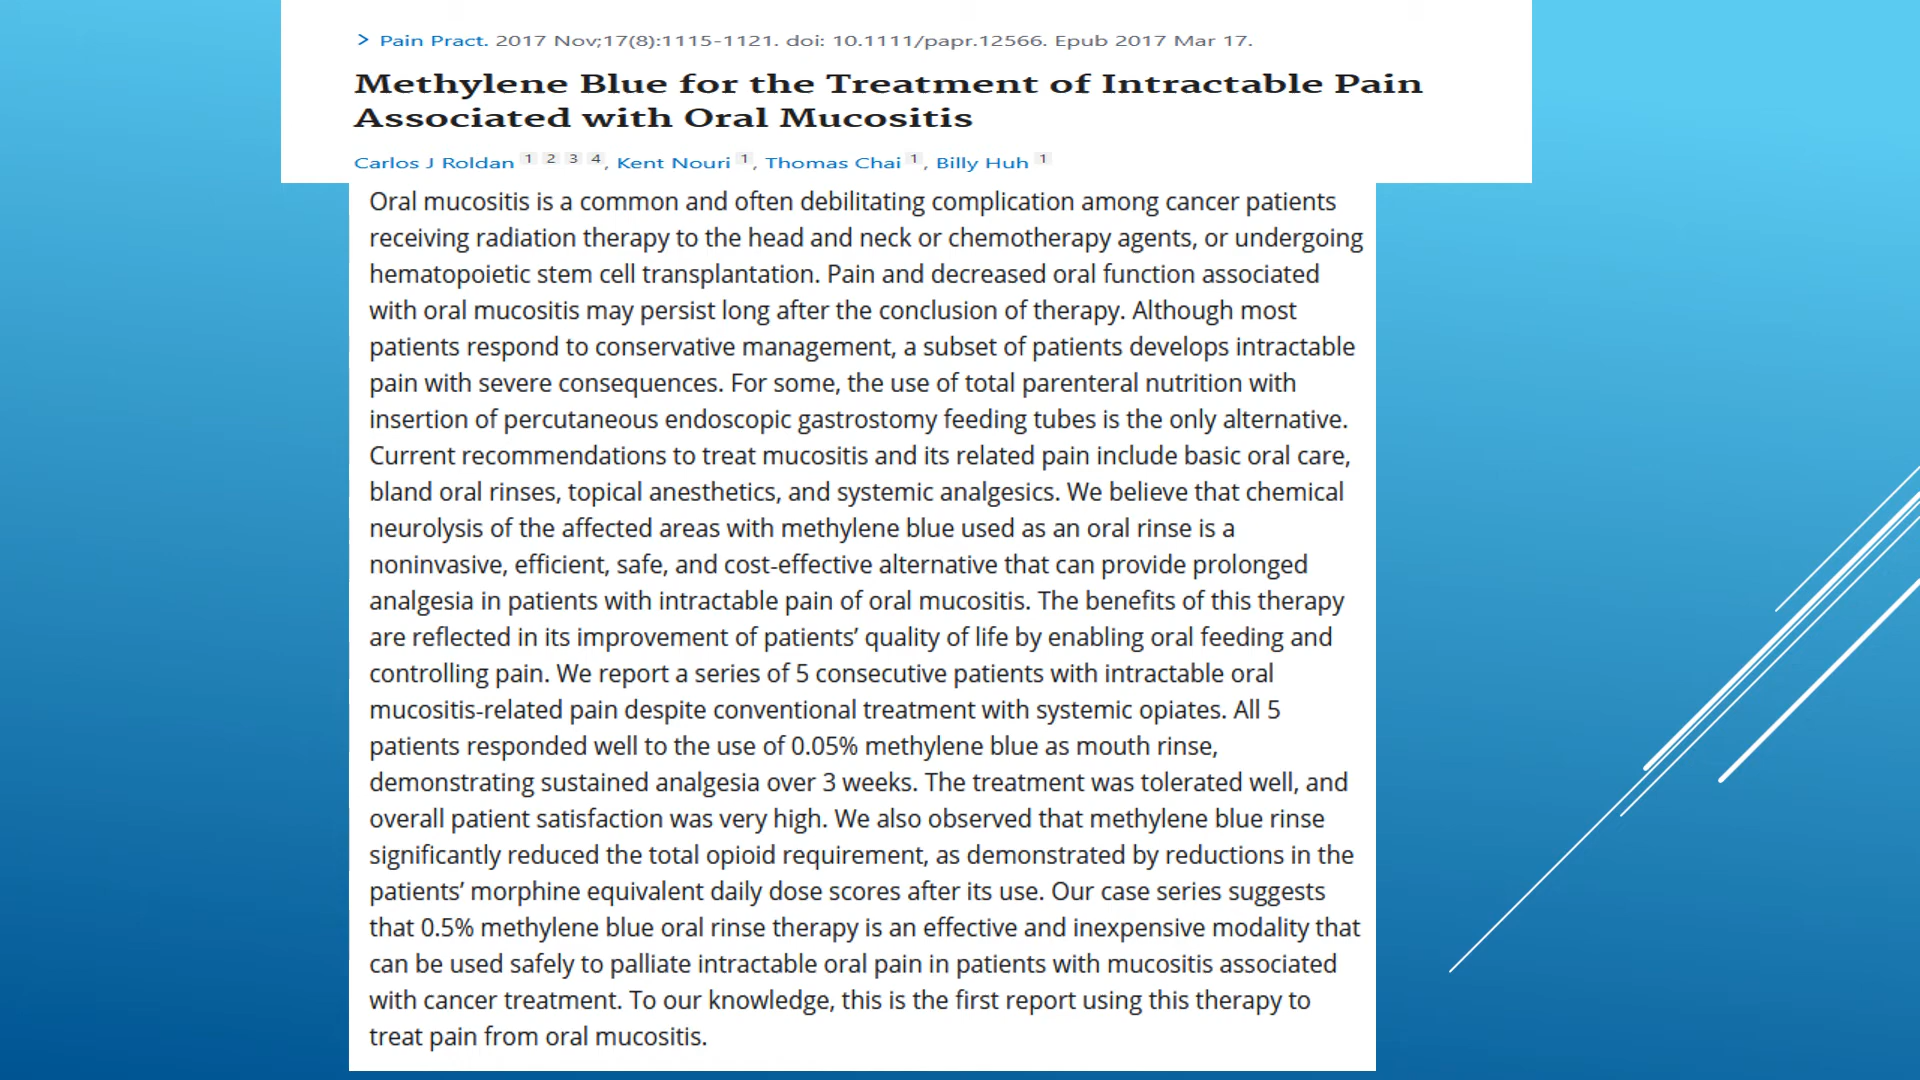 > Pain Pract. 2017 Nov;17(8):1115-1121. doi: 10.1111/papr.12566. Epub 2017 Mar 17.
Methylene Blue for the Treatment of Intractable Pain
Associated with Oral Mucositis
Carlos J Roldan 1 2 3 4, Kent Nouri 1, Thomas Chai 1, Billy Huh 1
Oral mucositis is a common and often debilitating complication among cancer patients
receiving radiation therapy to the head and neck or chemotherapy agents, or undergoing
hematopoietic stem cell transplantation. Pain and decreased oral function associated
with oral mucositis may persist long after the conclusion of therapy. Although most
patients respond to conservative management, a subset of patients develops intractable
pain with severe consequences. For some, the use of total parenteral nutrition with
insertion of percutaneous endoscopic gastrostomy feeding tubes is the only alternative.
Current recommendations to treat mucositis and its related pain include basic oral care,
bland oral rinses, topical anesthetics, and systemic analgesics. We believe that chemical
neurolysis of the affected areas with methylene blue used as an oral rinse is a
noninvasive, efficient, safe, and cost-effective alternative that can provide prolonged
analgesia in patients with intractable pain of oral mucositis. The benefits of this therapy
are reflected in its improvement of patients’ quality of life by enabling oral feeding and
controlling pain. We report a series of 5 consecutive patients with intractable oral
mucositis-related pain despite conventional treatment with systemic opiates. All 5
patients responded well to the use of 0.05% methylene blue as mouth rinse,
demonstrating sustained analgesia over 3 weeks. The treatment was tolerated well, and
overall patient satisfaction was very high. We also observed that methylene blue rinse
significantly reduced the total opioid requirement, as demonstrated by reductions in the
patients’ morphine equivalent daily dose scores after its use. Our case series suggests
that 0.5% methylene blue oral rinse therapy is an effective and inexpensive modality that
can be used safely to palliate intractable oral pain in patients with mucositis associated
with cancer treatment. To our knowledge, this is the first report using this therapy to
treat pain from oral mucositis.